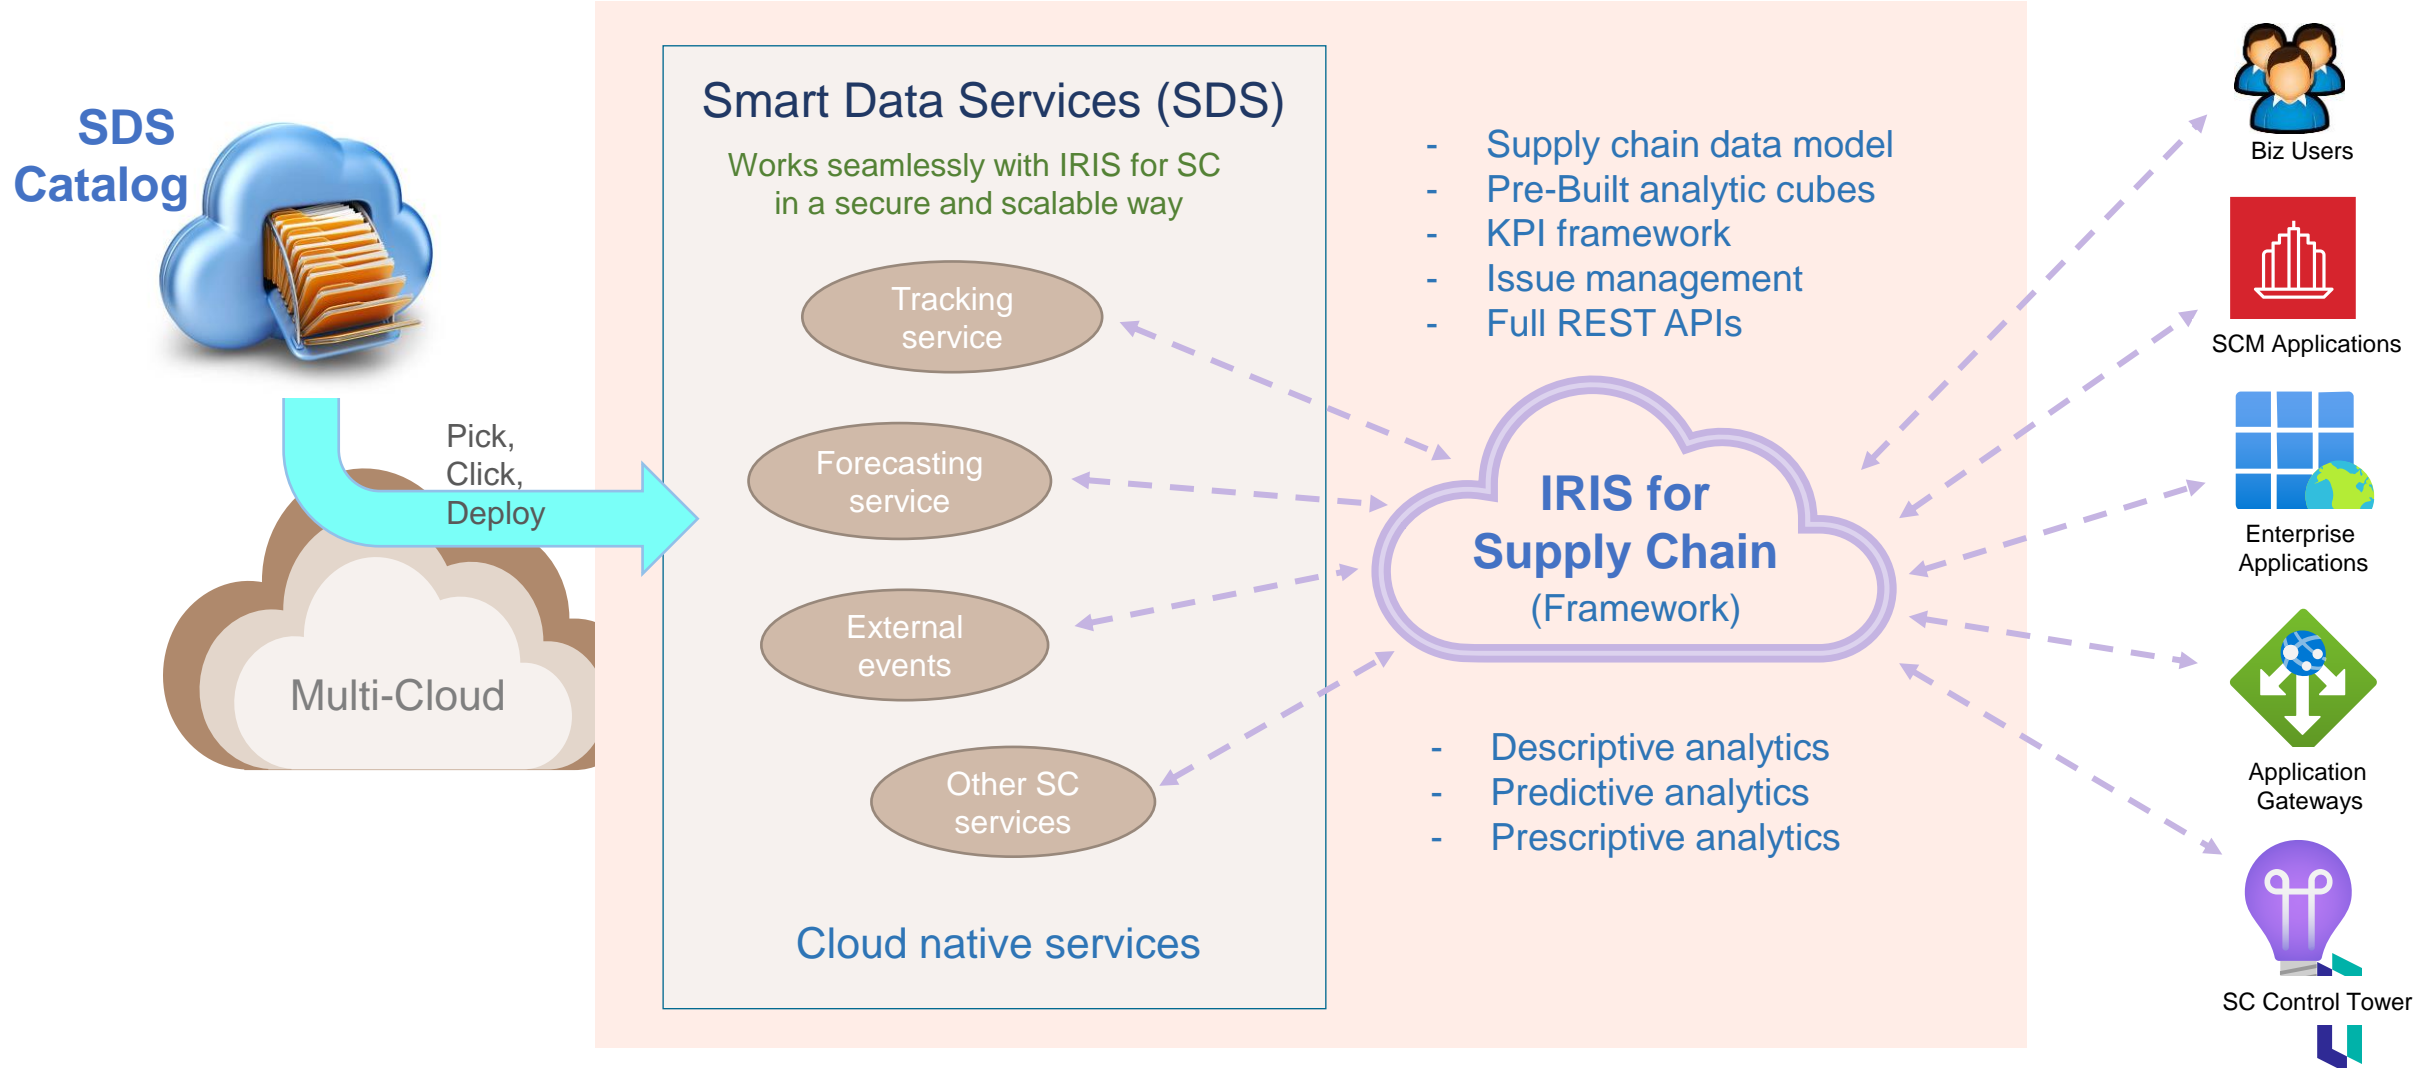 SDS
Catalog
Pick,
Click,
Deploy
Multi-Cloud
Smart Data Services (SDS)
Works seamlessly with IRIS for SC
in a secure and scalable way
Tracking
service
Forecasting
service
External
events
Other SC
services
Cloud native services
- Supply chain data model
- Pre-Built analytic cubes
- KPI framework
- Issue management
- Full REST APIs
IRIS for
Supply Chain
(Framework)
- Descriptive analytics
- Predictive analytics
- Prescriptive analytics
Biz Users
SCM Applications
Enterprise
Applications
Application
Gateways
SC Control Tower